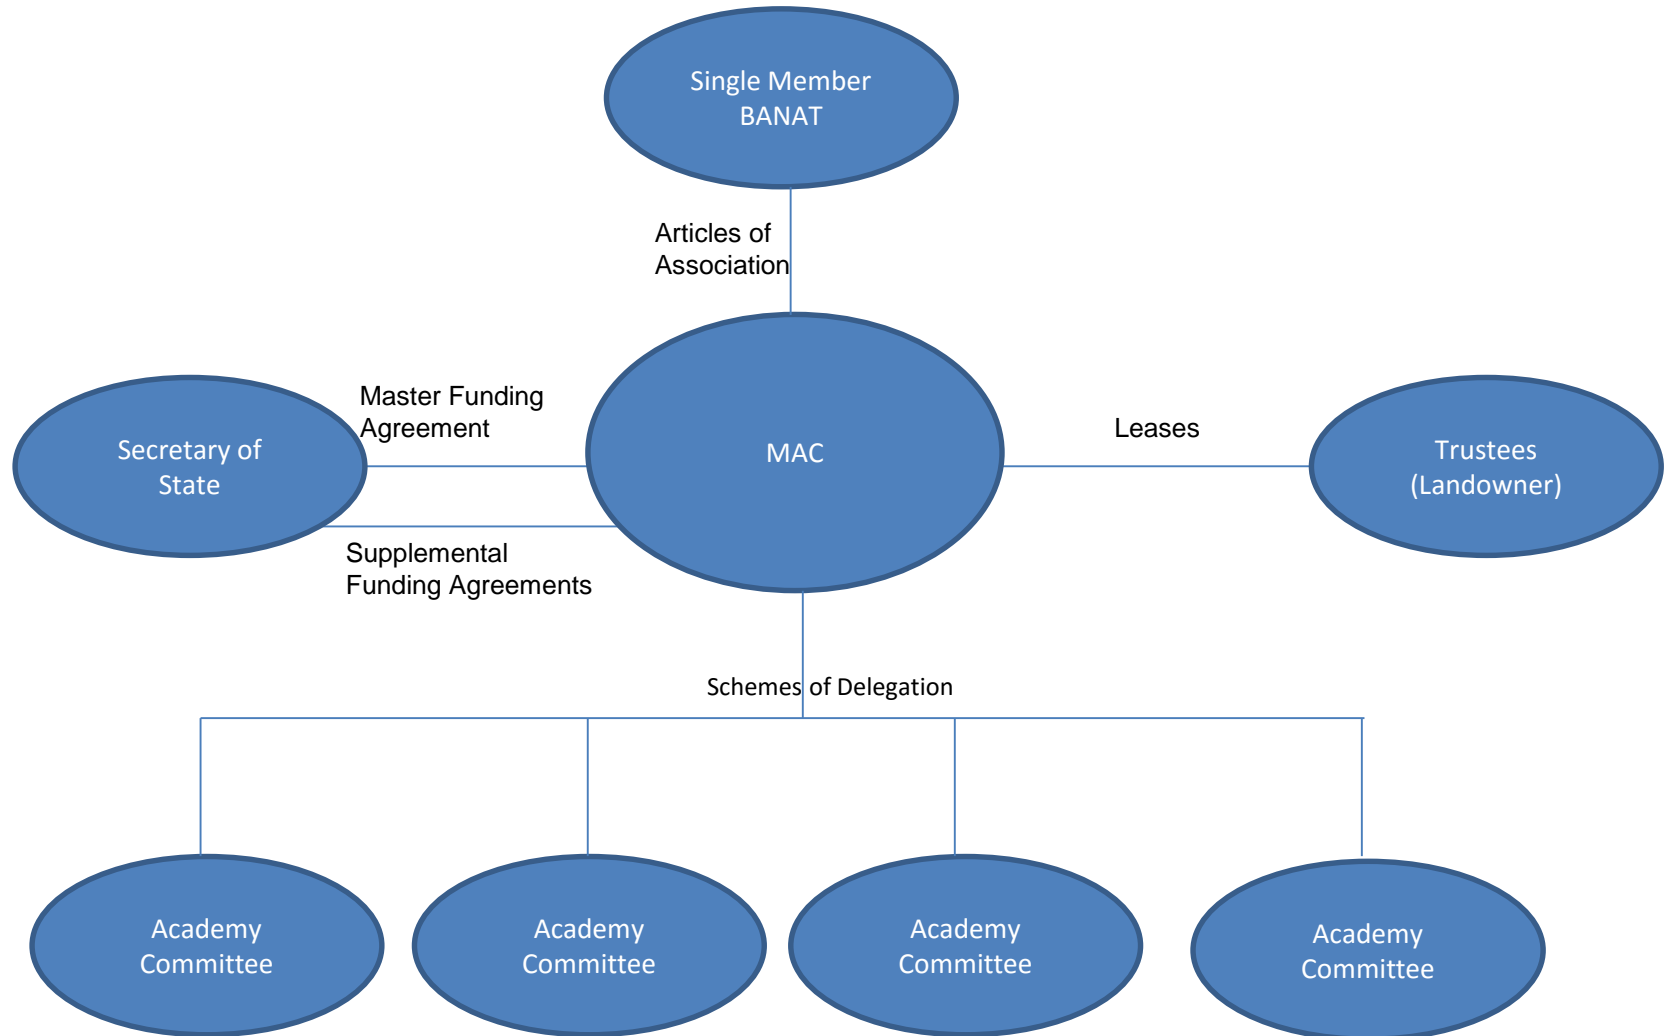 Single Member
BANAT
Articles of
Association
Master Funding
Agreement
Secretary of
State
MAC
Leases
Trustees
(Landowner)
Supplemental
Funding Agreements
Schemes of Delegation
Academy
Committee
Academy
Committee
Academy
Committee
Academy
Committee